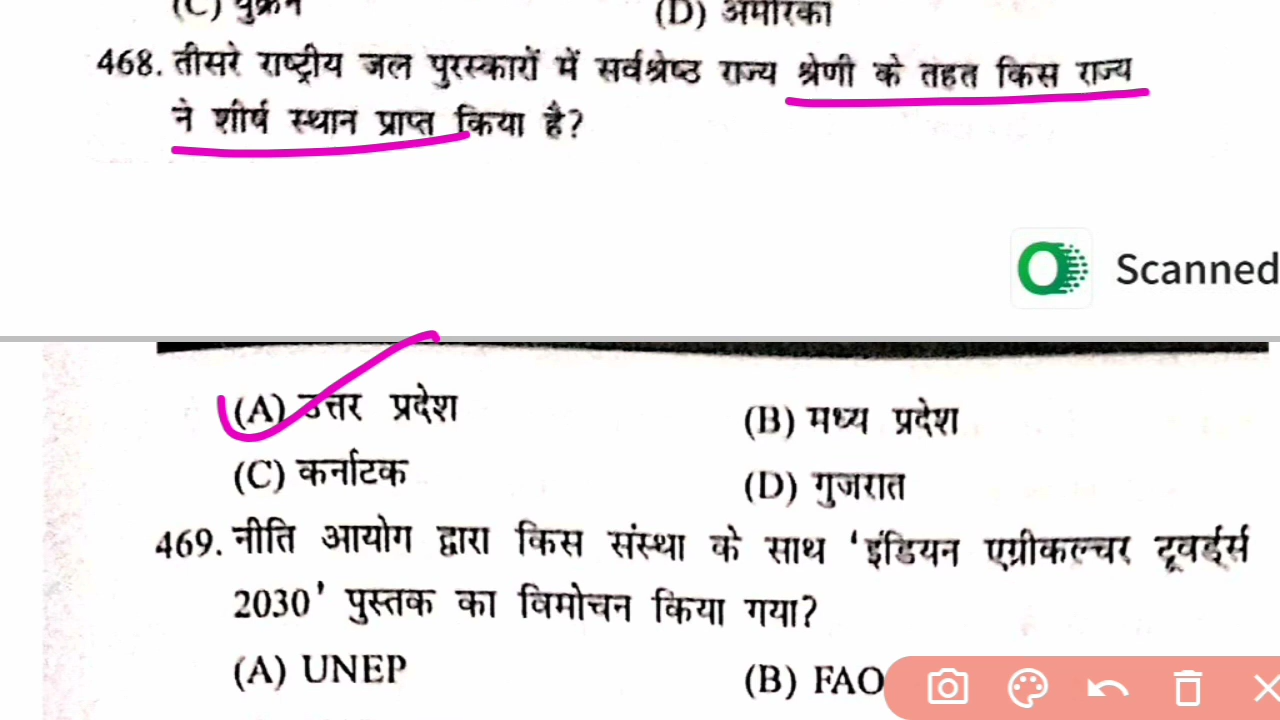 (C) युक्रेन
(D) अमेरिका
468. तीसरे राष्ट्रीय जल पुरस्कारों में सर्वश्रेष्ठ राज्य श्रेणी के तहत किस राज्य
ने शीर्ष स्थान प्राप्त किया है?
Scanned
(A) उत्तर प्रदेश
(B) मध्य प्रदेश
(C) कर्नाटक
(D) गुजरात
469. नीति आयोग द्वारा किस संस्था के साथ ‘इंडियन एग्रीकल्चर टूवर्ड्स
2030’ पुस्तक का विमोचन किया गया?
(A) UNEP
(B) FAO